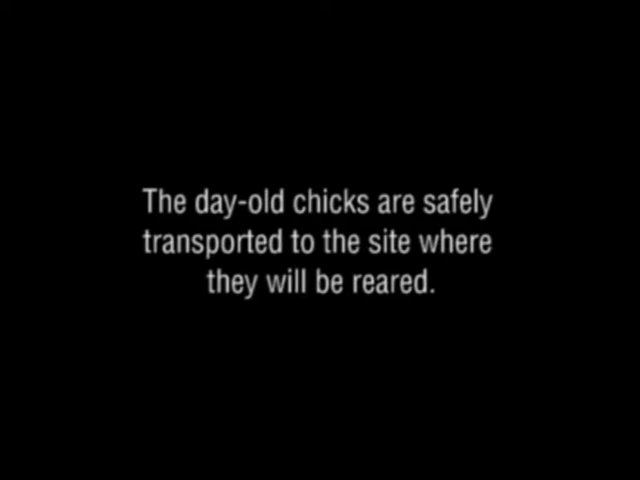 The day-old chicks are safely
transported to the site where
they will be reared.